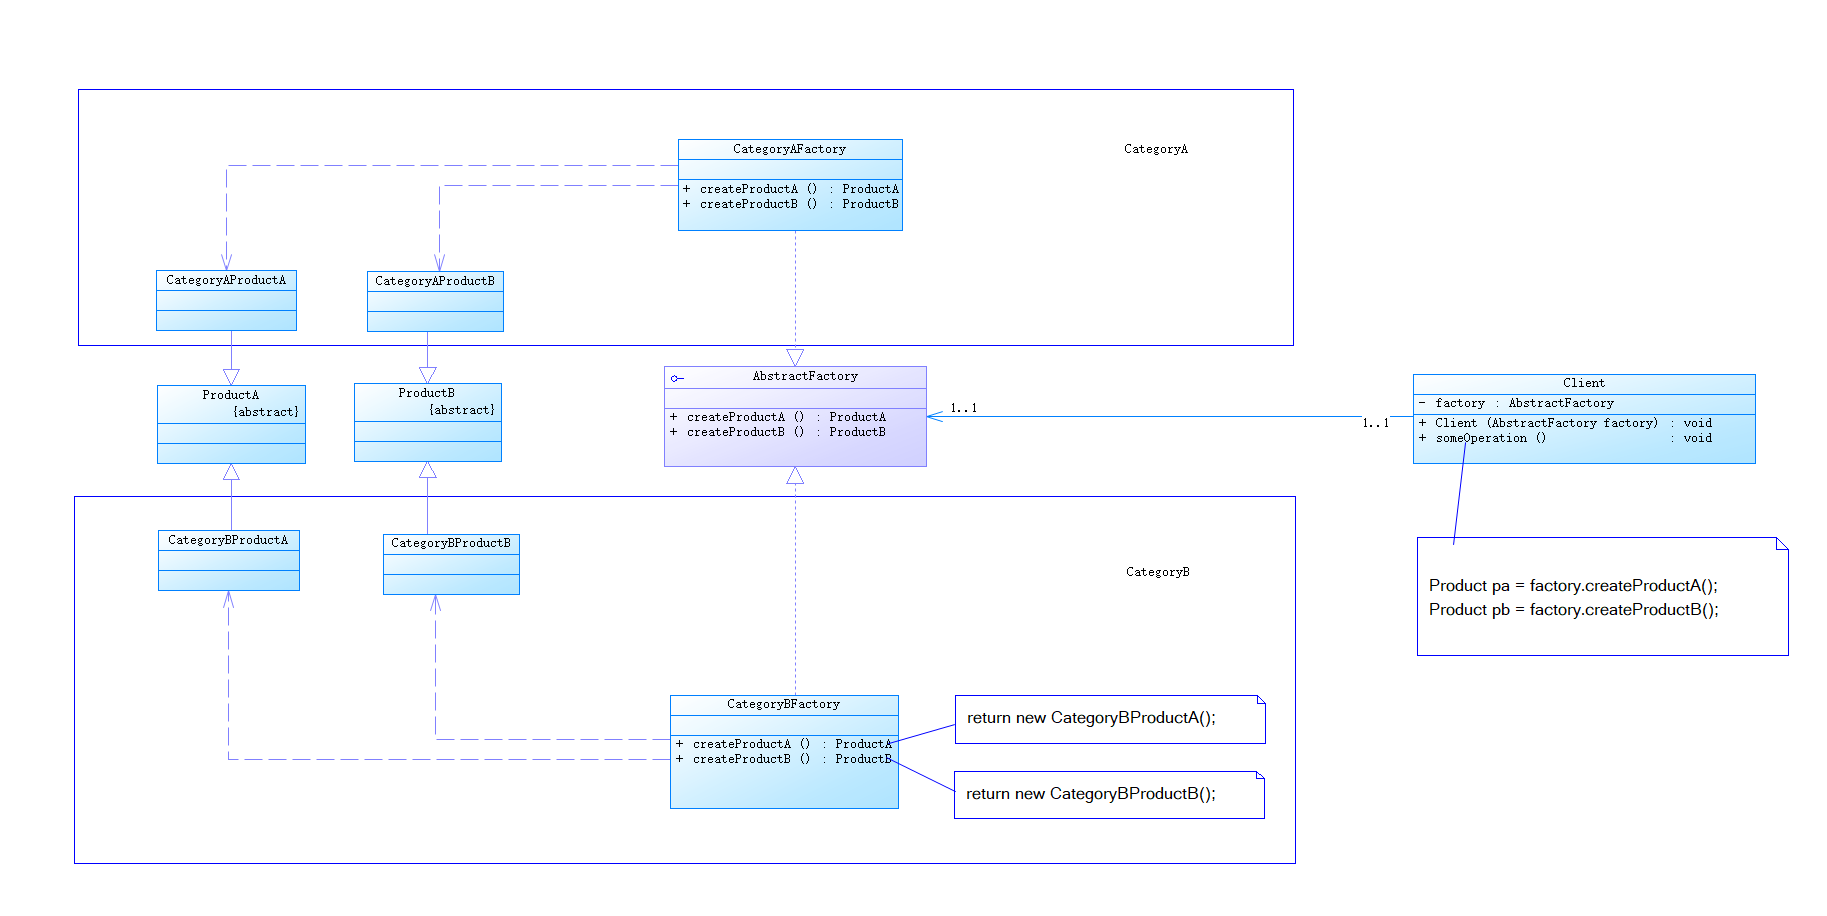 CategoryAFactory
+ createProductA () : ProductA
+ createProductB () : ProductB
CategoryA
CategoryAProductA
CategoryAProductB
ProductA
{abstract}
ProductB
{abstract}
AbstractFactory
+ createProductA () : ProductA
+ createProductB () : ProductB
1..1
1..1
Client
- factory : AbstractFactory
+ Client (AbstractFactory factory) : void
+ someOperation () : void
Product pa = factory.createProductA();
Product pb = factory.createProductB();
CategoryBProductA
CategoryBProductB
CategoryB
CategoryBFactory
+ createProductA () : ProductA
+ createProductB () : ProductB
return new CategoryBProductA();
return new CategoryBProductB();